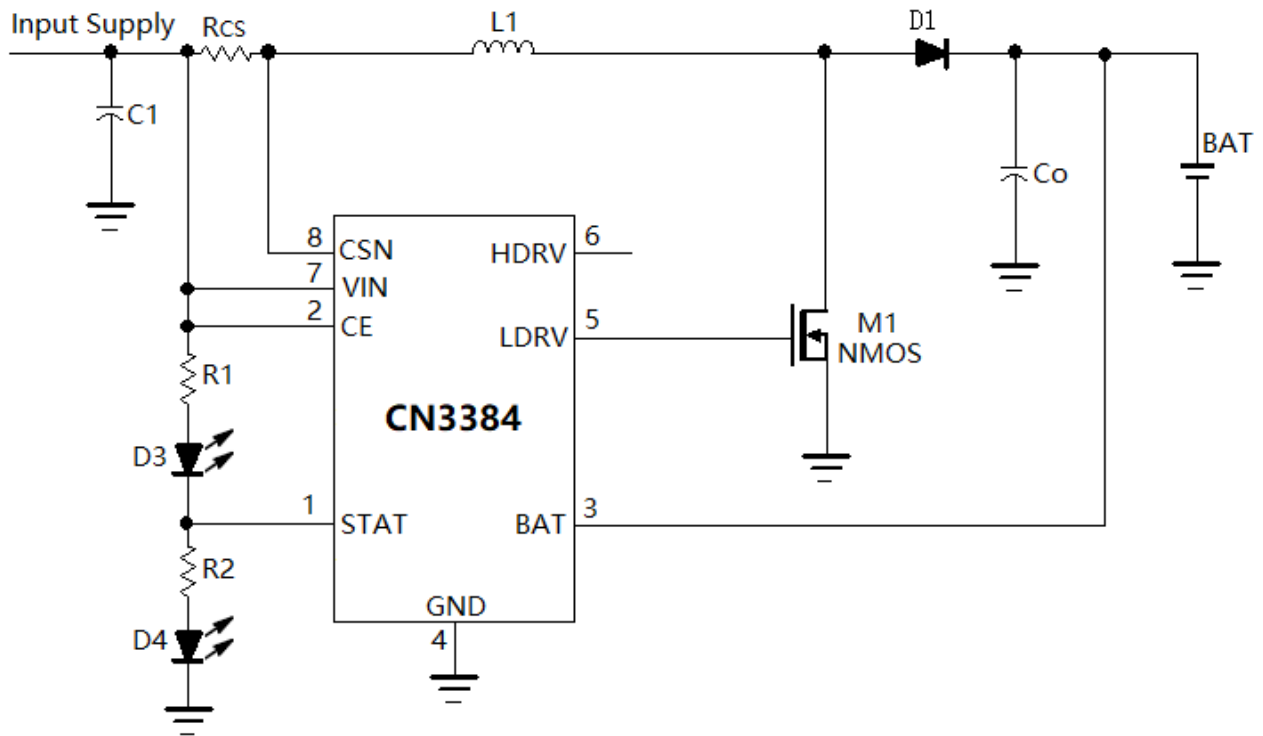 Input Supply
Rcs
L1
D1
C1
Co
BAT
8
CSN
HDRV
6
7
VIN
2
CE
LDRV
5
M1
NMOS
R1
CN3384
D3
1
STAT
BAT
3
R2
GND
4
D4